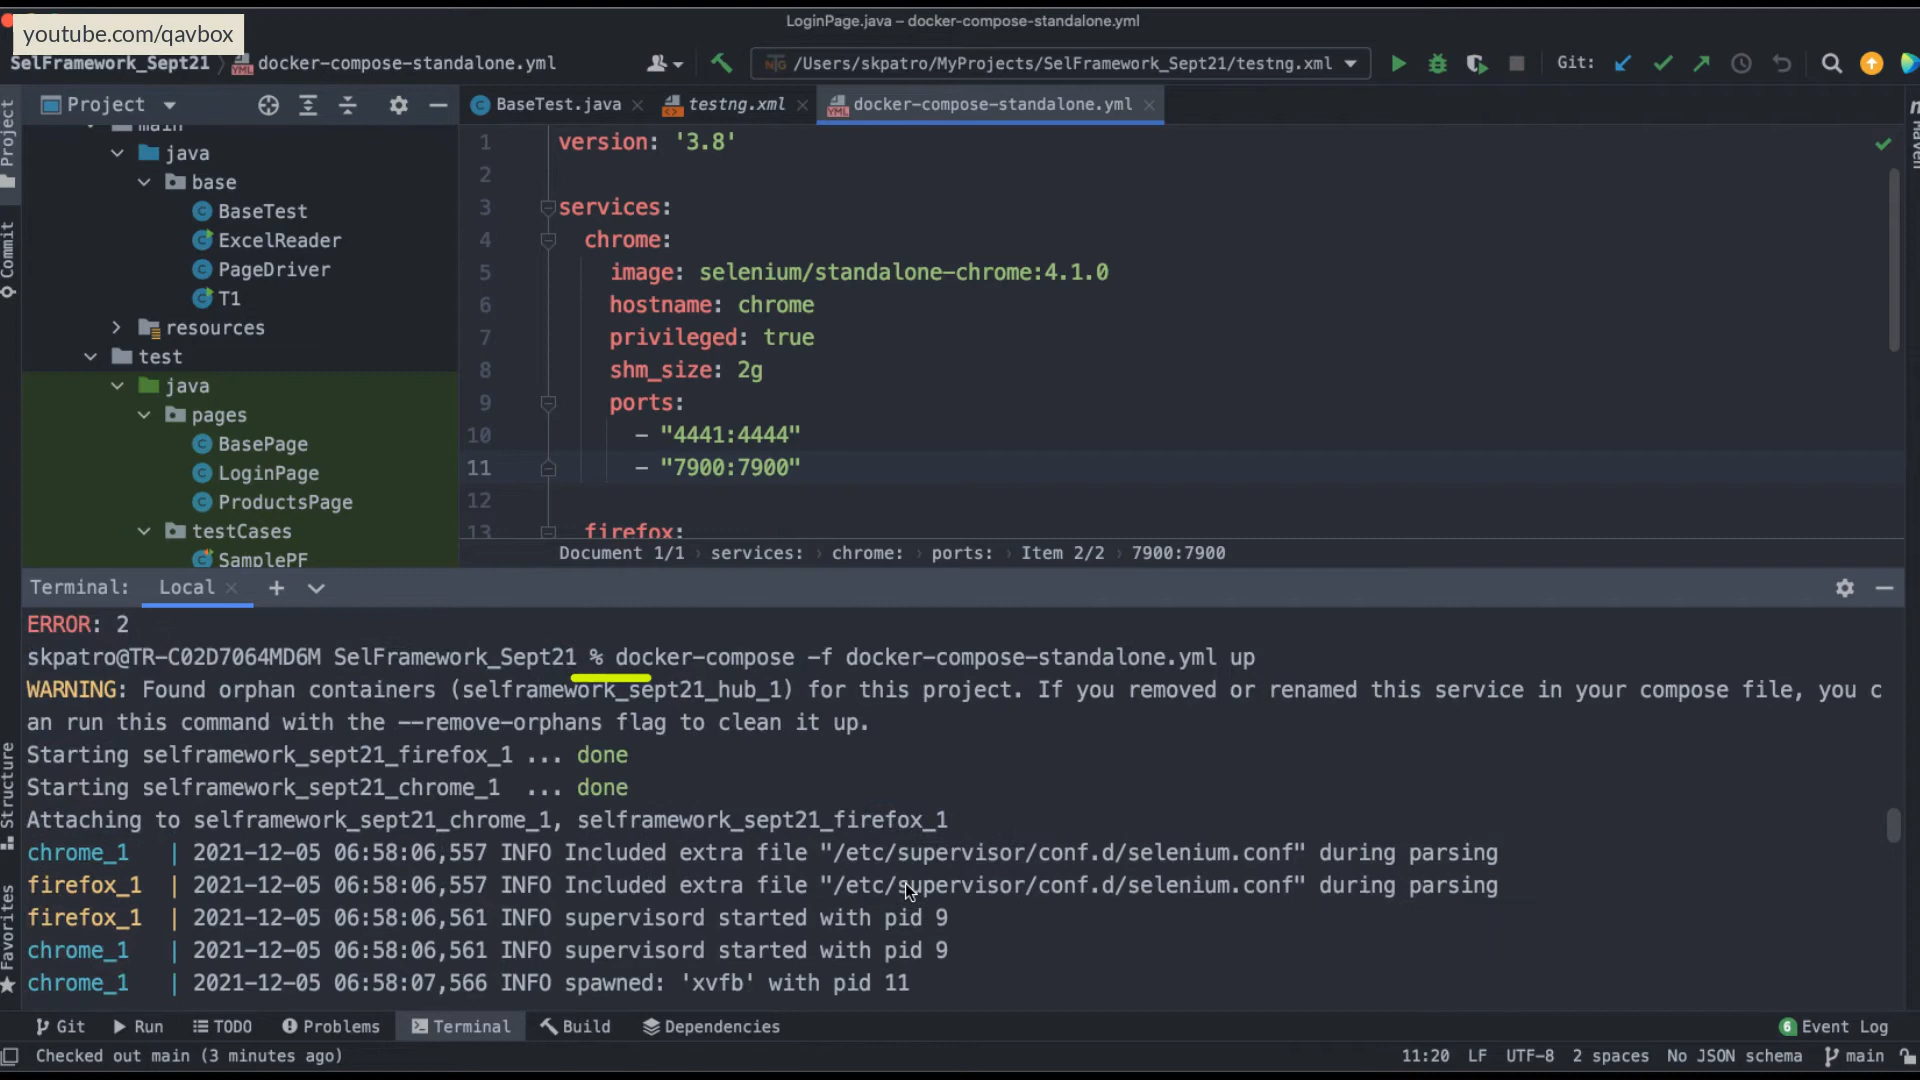 LoginPage.java – docker-compose-standalone.yml
youtube.com/qavbox
SelFramework_Sept21 docker-compose-standalone.yml /Users/skpatro/MyProjects/SelFramework_Sept21/testng.xml Git:
Project BaseTest.java testng.xml docker-compose-standalone.yml
Project
Commit
Structure
Favorites
Maven
main
java
base
BaseTest
ExcelReader
PageDriver
T1
resources
test
java
pages
BasePage
LoginPage
ProductsPage
testCases
SamplePF
1 version: '3.8'
2
3 services:
4 chrome:
5 image: selenium/standalone-chrome:4.1.0
6 hostname: chrome
7 privileged: true
8 shm_size: 2g
9 ports:
10 - "4441:4444"
11 - "7900:7900"
12
13 firefox:
Document 1/1 › services: › chrome: › ports: › Item 2/2 › 7900:7900
Terminal: Local
ERROR: 2
skpatro@TR-C02D7064MD6M SelFramework_Sept21 % docker-compose -f docker-compose-standalone.yml up
WARNING: Found orphan containers (selframework_sept21_hub_1) for this project. If you removed or renamed this service in your compose file, you c
an run this command with the --remove-orphans flag to clean it up.
Starting selframework_sept21_firefox_1 ... done
Starting selframework_sept21_chrome_1  ... done
Attaching to selframework_sept21_chrome_1, selframework_sept21_firefox_1
chrome_1   | 2021-12-05 06:58:06,557 INFO Included extra file "/etc/supervisor/conf.d/selenium.conf" during parsing
firefox_1  | 2021-12-05 06:58:06,557 INFO Included extra file "/etc/supervisor/conf.d/selenium.conf" during parsing
firefox_1  | 2021-12-05 06:58:06,561 INFO supervisord started with pid 9
chrome_1   | 2021-12-05 06:58:06,561 INFO supervisord started with pid 9
chrome_1   | 2021-12-05 06:58:07,566 INFO spawned: 'xvfb' with pid 11
Git Run TODO Problems Terminal Build Dependencies 6 Event Log
Checked out main (3 minutes ago) 11:20 LF UTF-8 2 spaces No JSON schema main